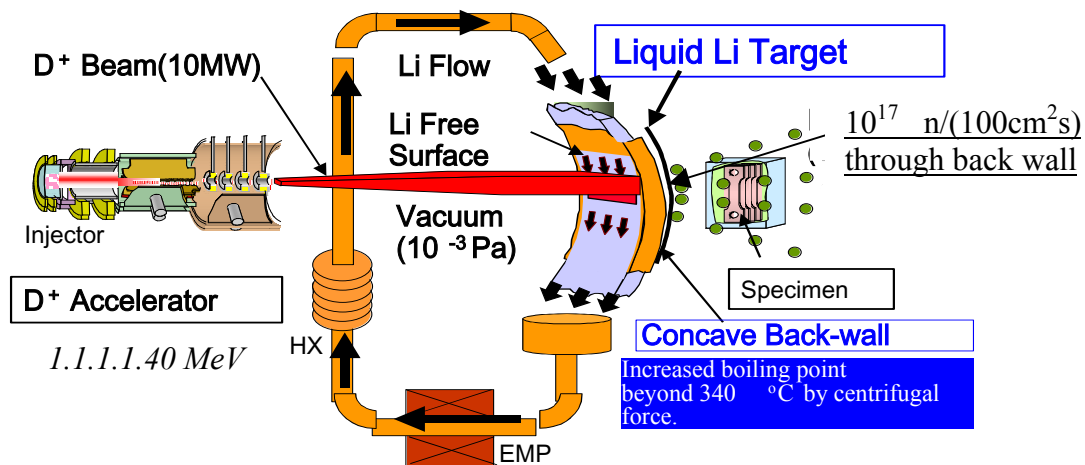 D⁺ Beam(10MW)
Li Flow
Liquid Li Target
10¹⁷ n/(100cm²s)
through back wall
Li Free
Surface
Vacuum
(10 ⁻³ Pa)
Injector
D⁺ Accelerator
1.1.1.1.40 MeV
HX
EMP
Specimen
Concave Back-wall
Increased boiling point
beyond 340 °C by centrifugal
force.